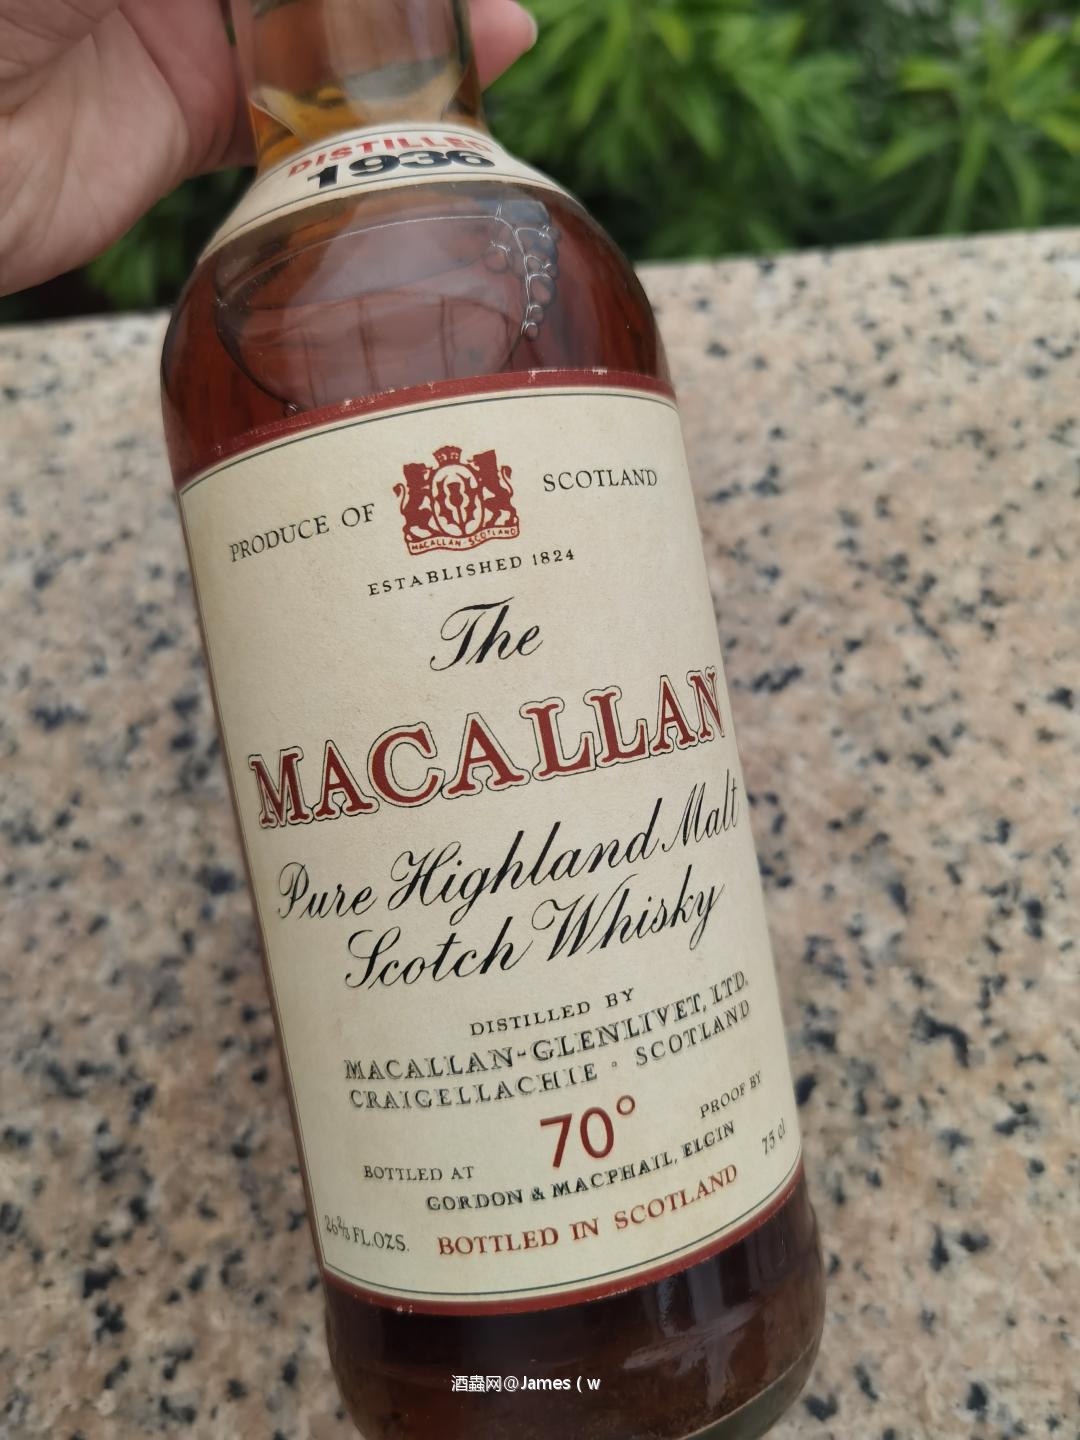 DISTILLED
1936
PRODUCE OF SCOTLAND
MACALLAN-SCOTLAND
ESTABLISHED 1824
The
MACALLAN
Pure Highland Malt
Scotch Whisky
DISTILLED BY
MACALLAN-GLENLIVET, LTD.
CRAIGELLACHIE · SCOTLAND
70° PROOF
BOTTLED AT BY
GORDON & MACPHAIL, ELGIN
26⅔ FL.OZS. BOTTLED IN SCOTLAND 75 cl
酒蟲网@James ( w